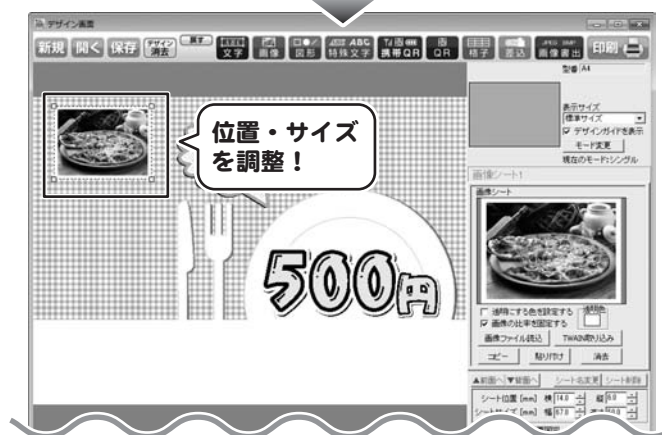 デザイン画面
新規 開く 保存 デザイン消去 戻す 文字 画像 図形 特殊文字 携帯QR QR 格子 差込 画像書出 印刷
型番 A4
表示サイズ
標準サイズ
デザインガイドを表示
モード変更
現在のモード:シングル
位置・サイズ
を調整!
500円
画像シート1
画像シート
透明にする色を設定する 透明色
画像の比率を固定する
画像ファイル読込 TWAIN取り込み
コピー 貼り付け 消去
▲前面へ ▼背面へ シート名変更 シート削除
シート位置 [mm] 横 14.0 縦
シートサイズ [mm] 幅 67.0